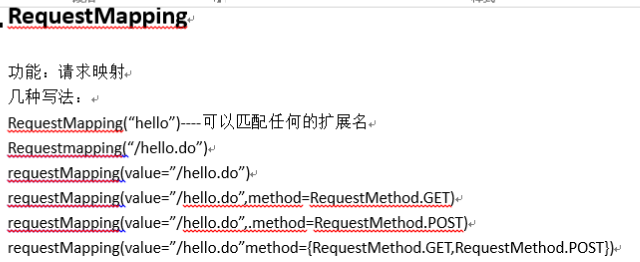 RequestMapping
功能：请求映射
几种写法：
RequestMapping(“hello”)----可以匹配任何的扩展名
Requestmapping(“/hello.do”)
requestMapping(value=”/hello.do”)
requestMapping(value=”/hello.do”,method=RequestMethod.GET)
requestMapping(value=”/hello.do”,.method=RequestMethod.POST)
requestMapping(value=”/hello.do”method={RequestMethod.GET,RequestMethod.POST})